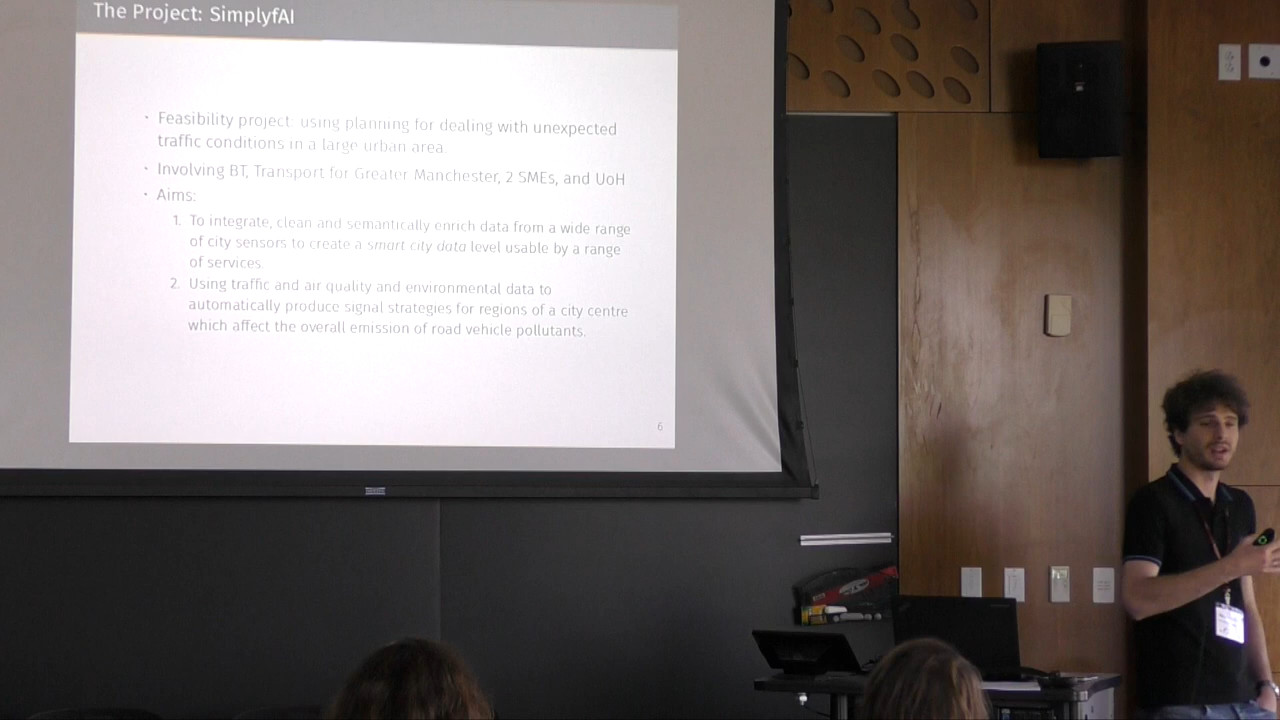 The Project: SimplyfAI
· Feasibility project: using planning for dealing with unexpected
traffic conditions in a large urban area.
· Involving BT, Transport for Greater Manchester, 2 SMEs, and UoH
· Aims:
1. To integrate, clean and semantically enrich data from a wide range
of city sensors to create a smart city data level usable by a range
of services.
2. Using traffic and air quality and environmental data to
automatically produce signal strategies for regions of a city centre
which affect the overall emission of road vehicle pollutants.
6